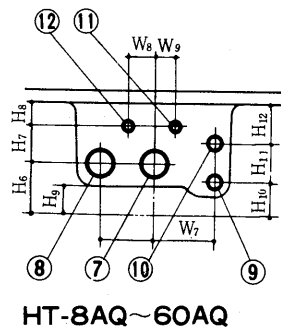 ⑫ ⑪
W₈ W₉
H₈
H₇
H₆
H₉
H₁₂
H₁₁
H₁₀
W₇
⑧ ⑦ ⑩ ⑨
HT-8AQ~60AQ